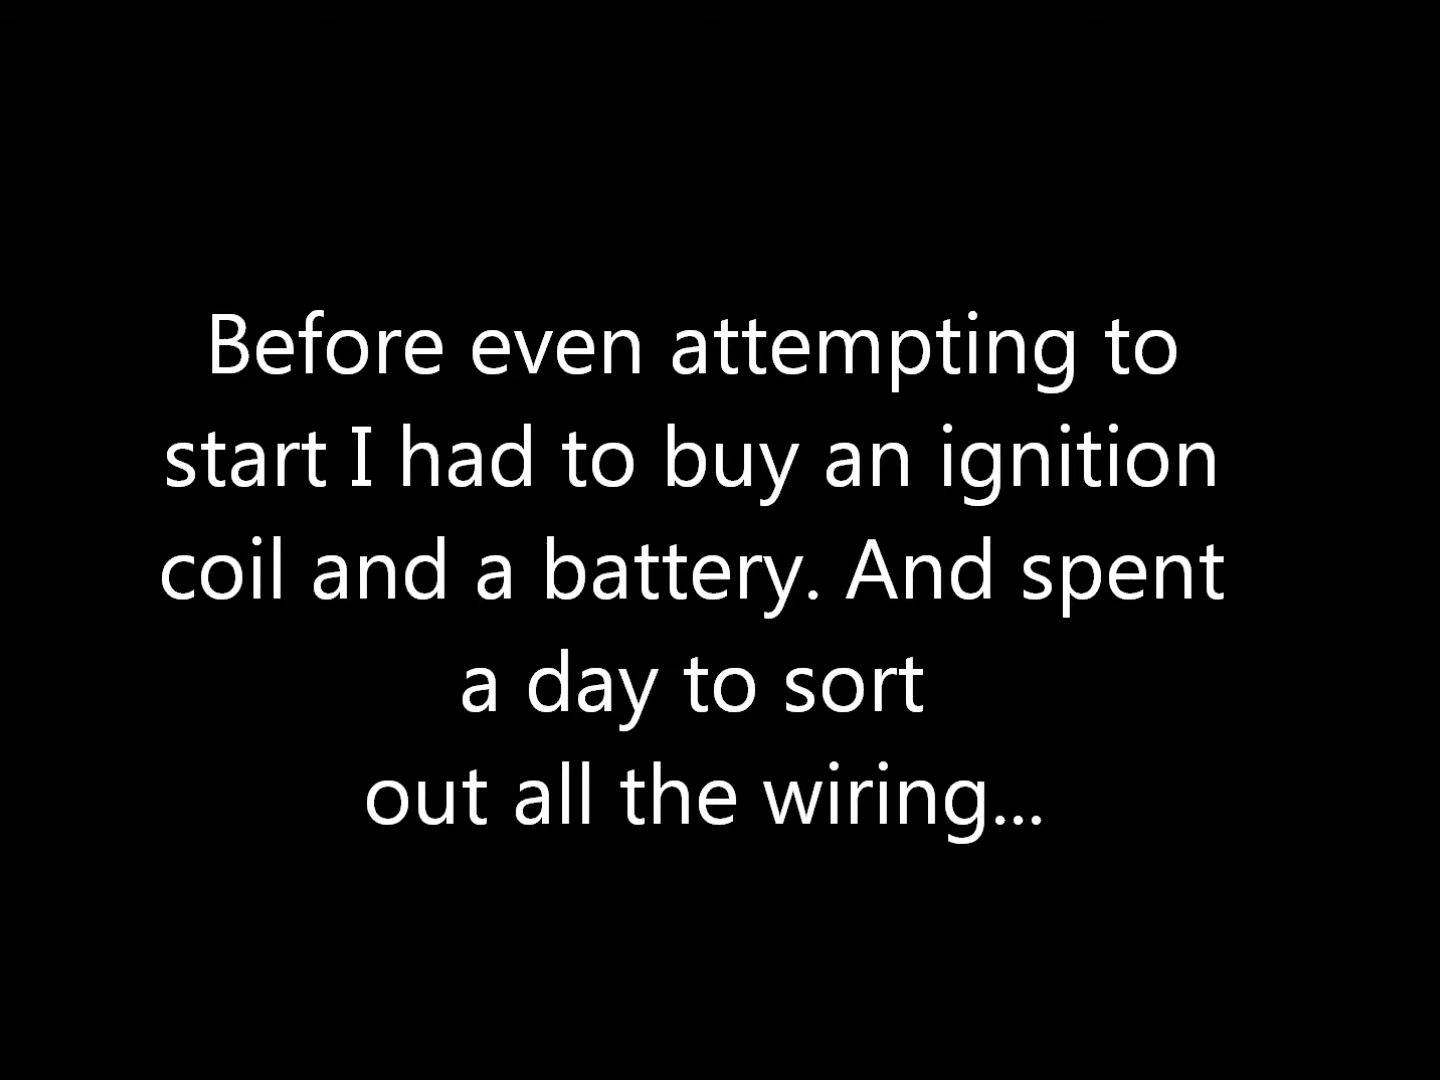 Before even attempting to
start I had to buy an ignition
coil and a battery. And spent
a day to sort
out all the wiring...